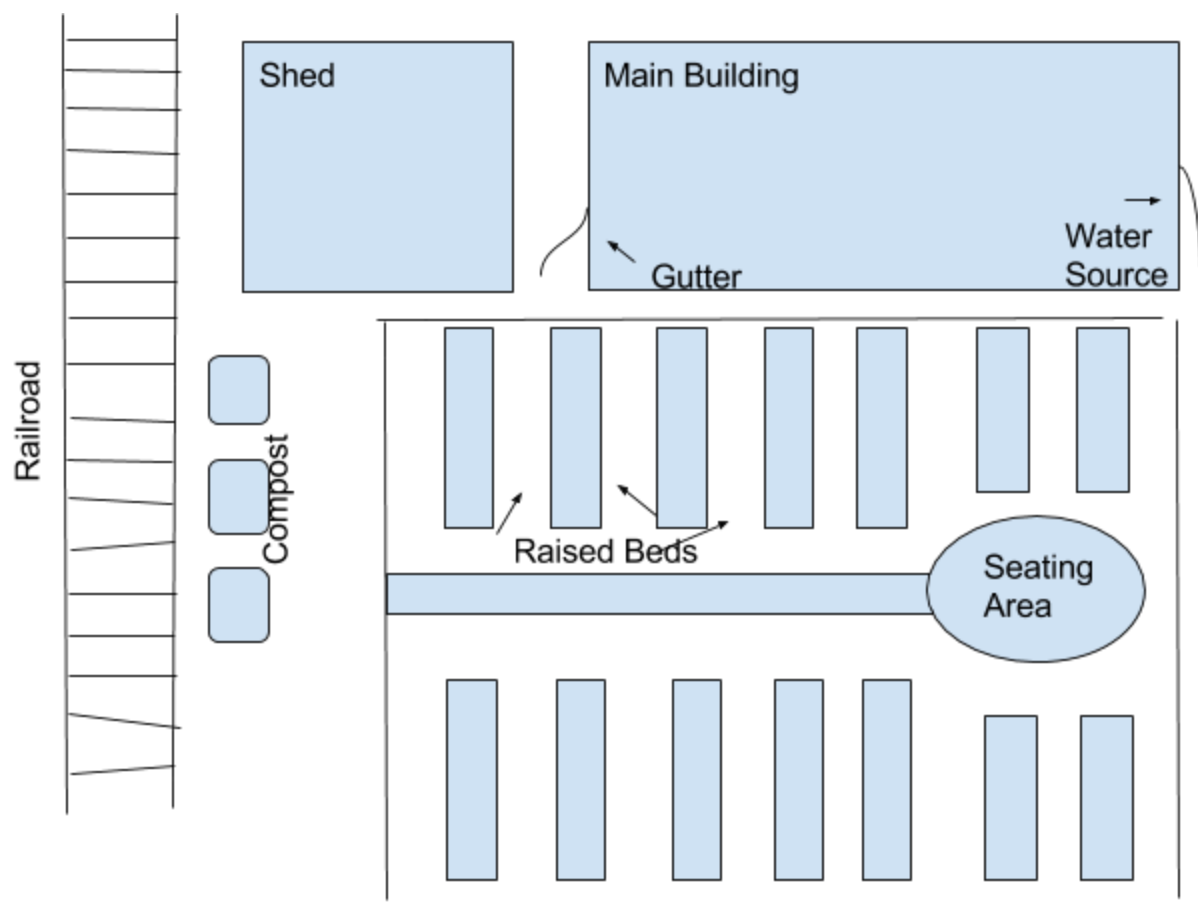 Shed
Main Building
Water
Source
Gutter
Railroad
Compost
Raised Beds
Seating
Area